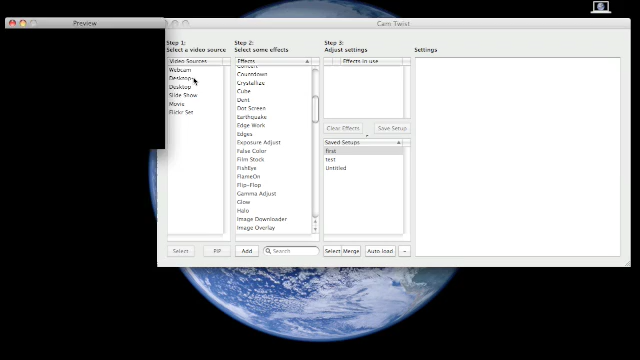 Preview
Cam Twist
Step 1:
Select a video source
Step 2:
Select some effects
Step 3:
Adjust settings
Settings
Video Sources
Webcam
Desktop+
Desktop
Slide Show
Movie
Flickr Set
Effects
Countdown
Crystallize
Cube
Dent
Dot Screen
Earthquake
Edge Work
Edges
Exposure Adjust
False Color
Film Stock
FishEye
FlameOn
Flip-Flop
Gamma Adjust
Glow
Halo
Image Downloader
Image Overlay
Effects in use
Clear Effects
Save Setup
Saved Setups
first
test
Untitled
Select
PIP
Add
Search
Select
Merge
Auto load
-